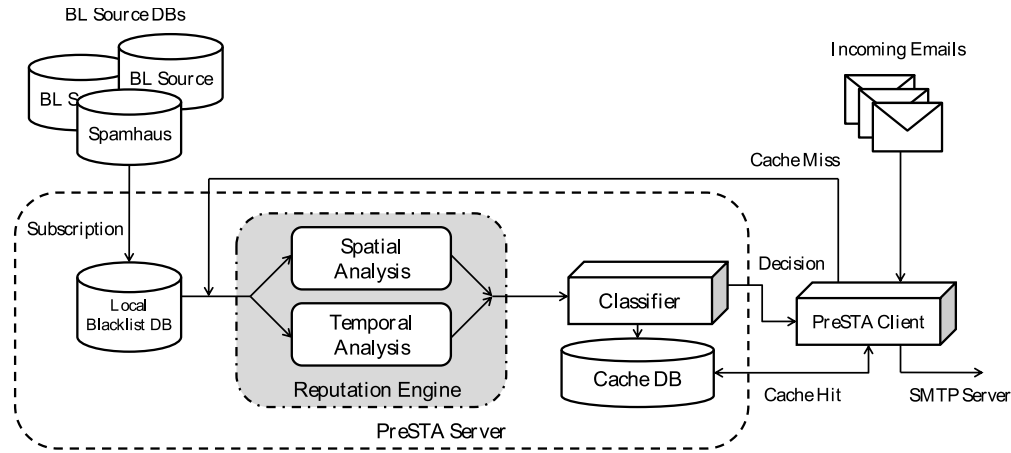 BL Source DBs
BL Source
BL S
Spamhaus
Incoming Emails
Cache Miss
Subscription
Spatial
Analysis
Decision
Local
Blacklist DB
Classifier
PreSTA Client
Temporal
Analysis
Cache DB
Reputation Engine
Cache Hit
SMTP Server
PreSTA Server